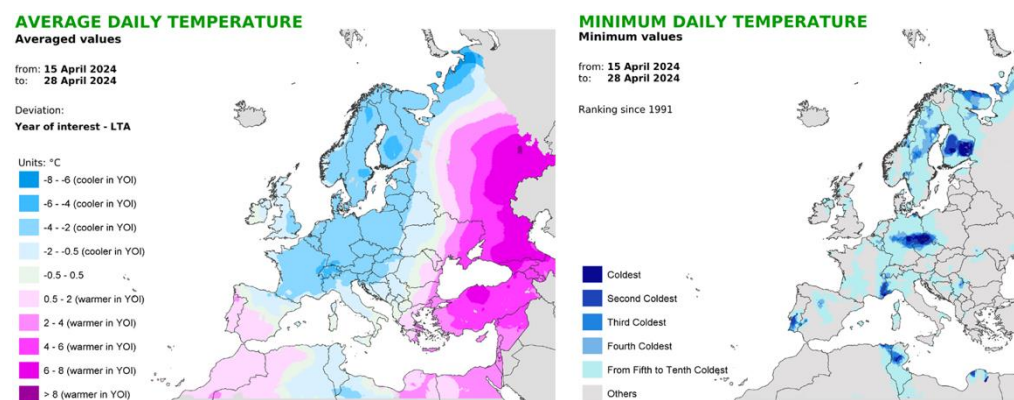 AVERAGE DAILY TEMPERATURE
Averaged values
from: 15 April 2024
to: 28 April 2024
Deviation:
Year of interest - LTA
Units: °C
-8 - -6 (cooler in YOI)
-6 - -4 (cooler in YOI)
-4 - -2 (cooler in YOI)
-2 - -0.5 (cooler in YOI)
-0.5 - 0.5
0.5 - 2 (warmer in YOI)
2 - 4 (warmer in YOI)
4 - 6 (warmer in YOI)
6 - 8 (warmer in YOI)
> 8 (warmer in YOI)
MINIMUM DAILY TEMPERATURE
Minimum values
from: 15 April 2024
to: 28 April 2024
Ranking since 1991
Coldest
Second Coldest
Third Coldest
Fourth Coldest
From Fifth to Tenth Coldest
Others